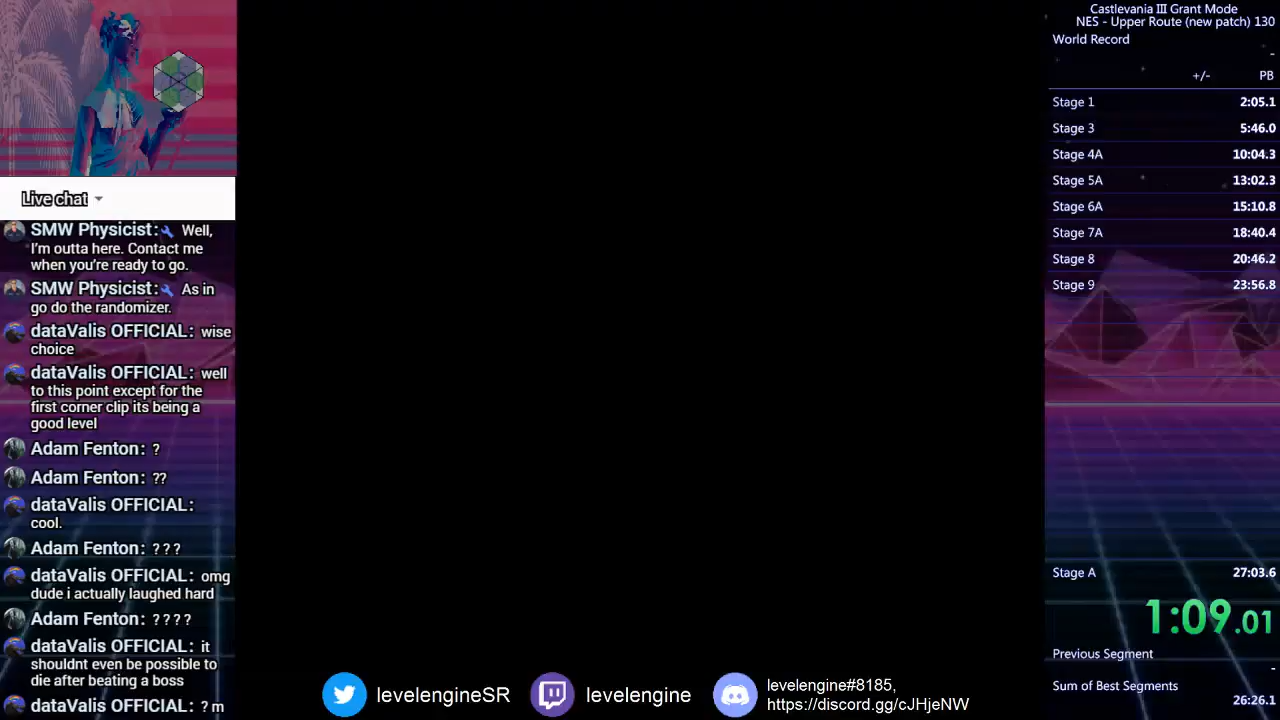 Live chat
SMW Physicist: Well,
I'm outta here. Contact me
when you're ready to go.
SMW Physicist: As in
go do the randomizer.
dataValis OFFICIAL: wise
choice
dataValis OFFICIAL: well
to this point except for the
first corner clip its being a
good level
Adam Fenton: ?
Adam Fenton: ??
dataValis OFFICIAL:
cool.
Adam Fenton: ? ? ?
dataValis OFFICIAL: omg
dude i actually laughed hard
Adam Fenton: ? ? ? ?
dataValis OFFICIAL: it
shouldnt even be possible to
die after beating a boss
dataValis OFFICIAL: ? m
levelengineSR
levelengine
levelengine#8185,
https://discord.gg/cJHjeNW
Castlevania III Grant Mode
NES - Upper Route (new patch) 130
World Record
-
+/- PB
Stage 1 2:05.1
Stage 3 5:46.0
Stage 4A 10:04.3
Stage 5A 13:02.3
Stage 6A 15:10.8
Stage 7A 18:40.4
Stage 8 20:46.2
Stage 9 23:56.8
Stage A 27:03.6
1:09.01
Previous Segment
-
Sum of Best Segments
26:26.1